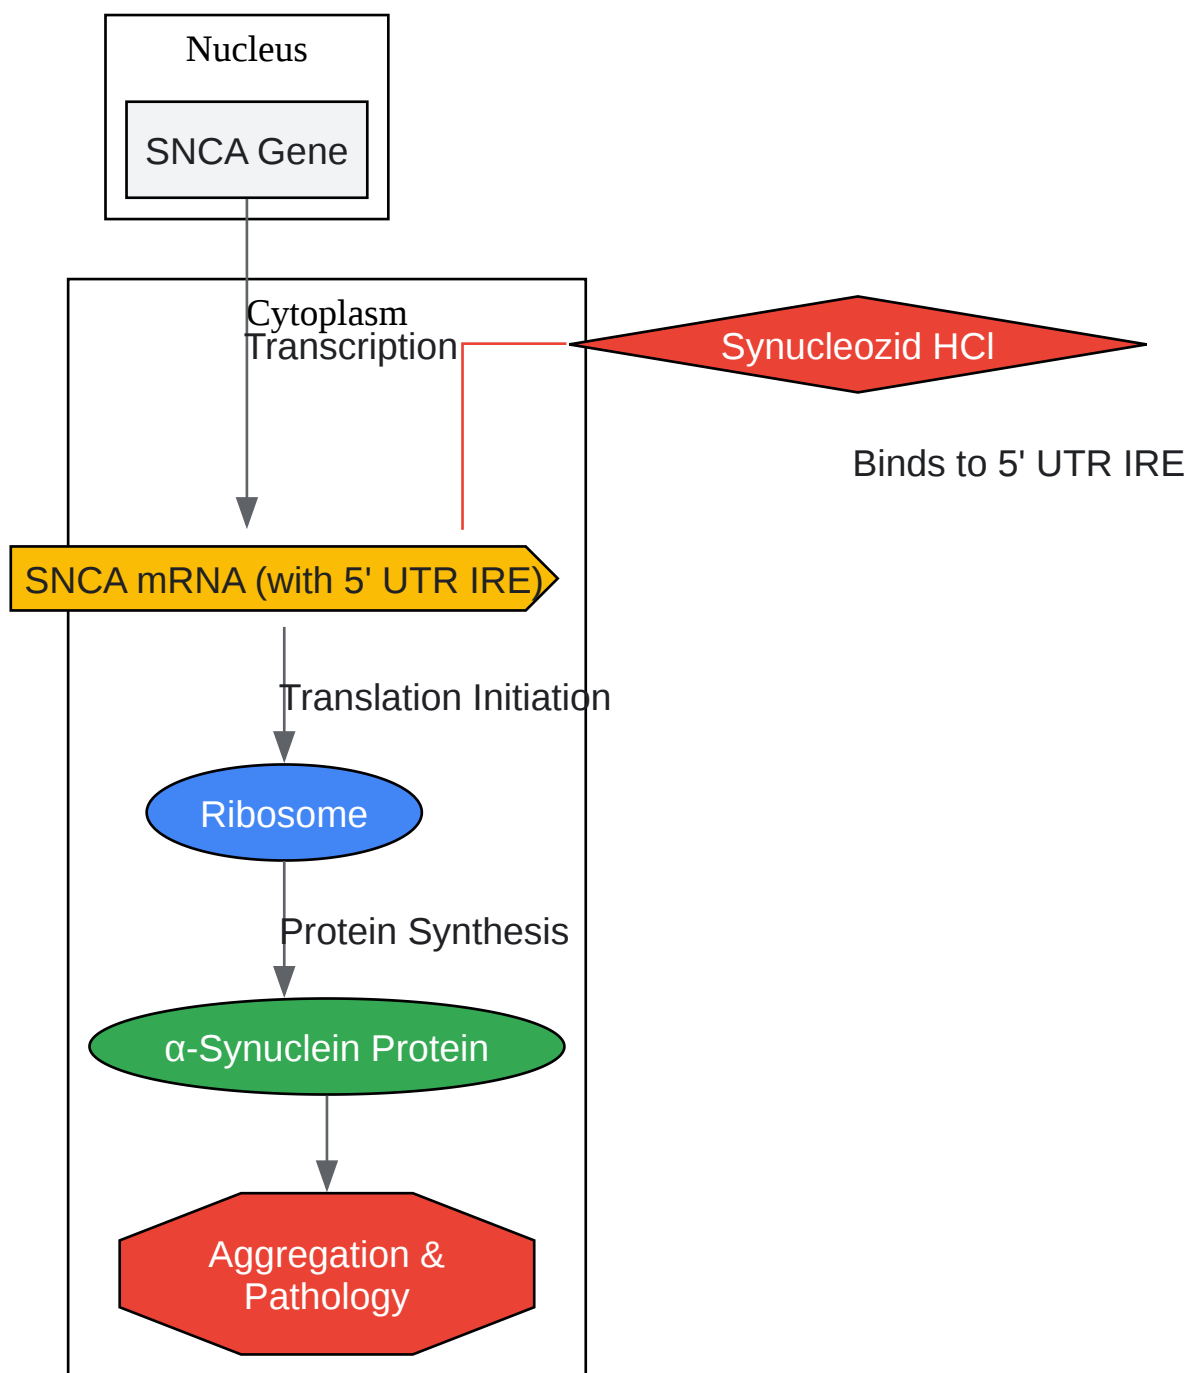 Nucleus
SNCA Gene
Cytoplasm
Transcription
Synucleozid HCl
Binds to 5' UTR IRE
SNCA mRNA (with 5' UTR IRE)
Translation Initiation
Ribosome
Protein Synthesis
α-Synuclein Protein
Aggregation &
Pathology